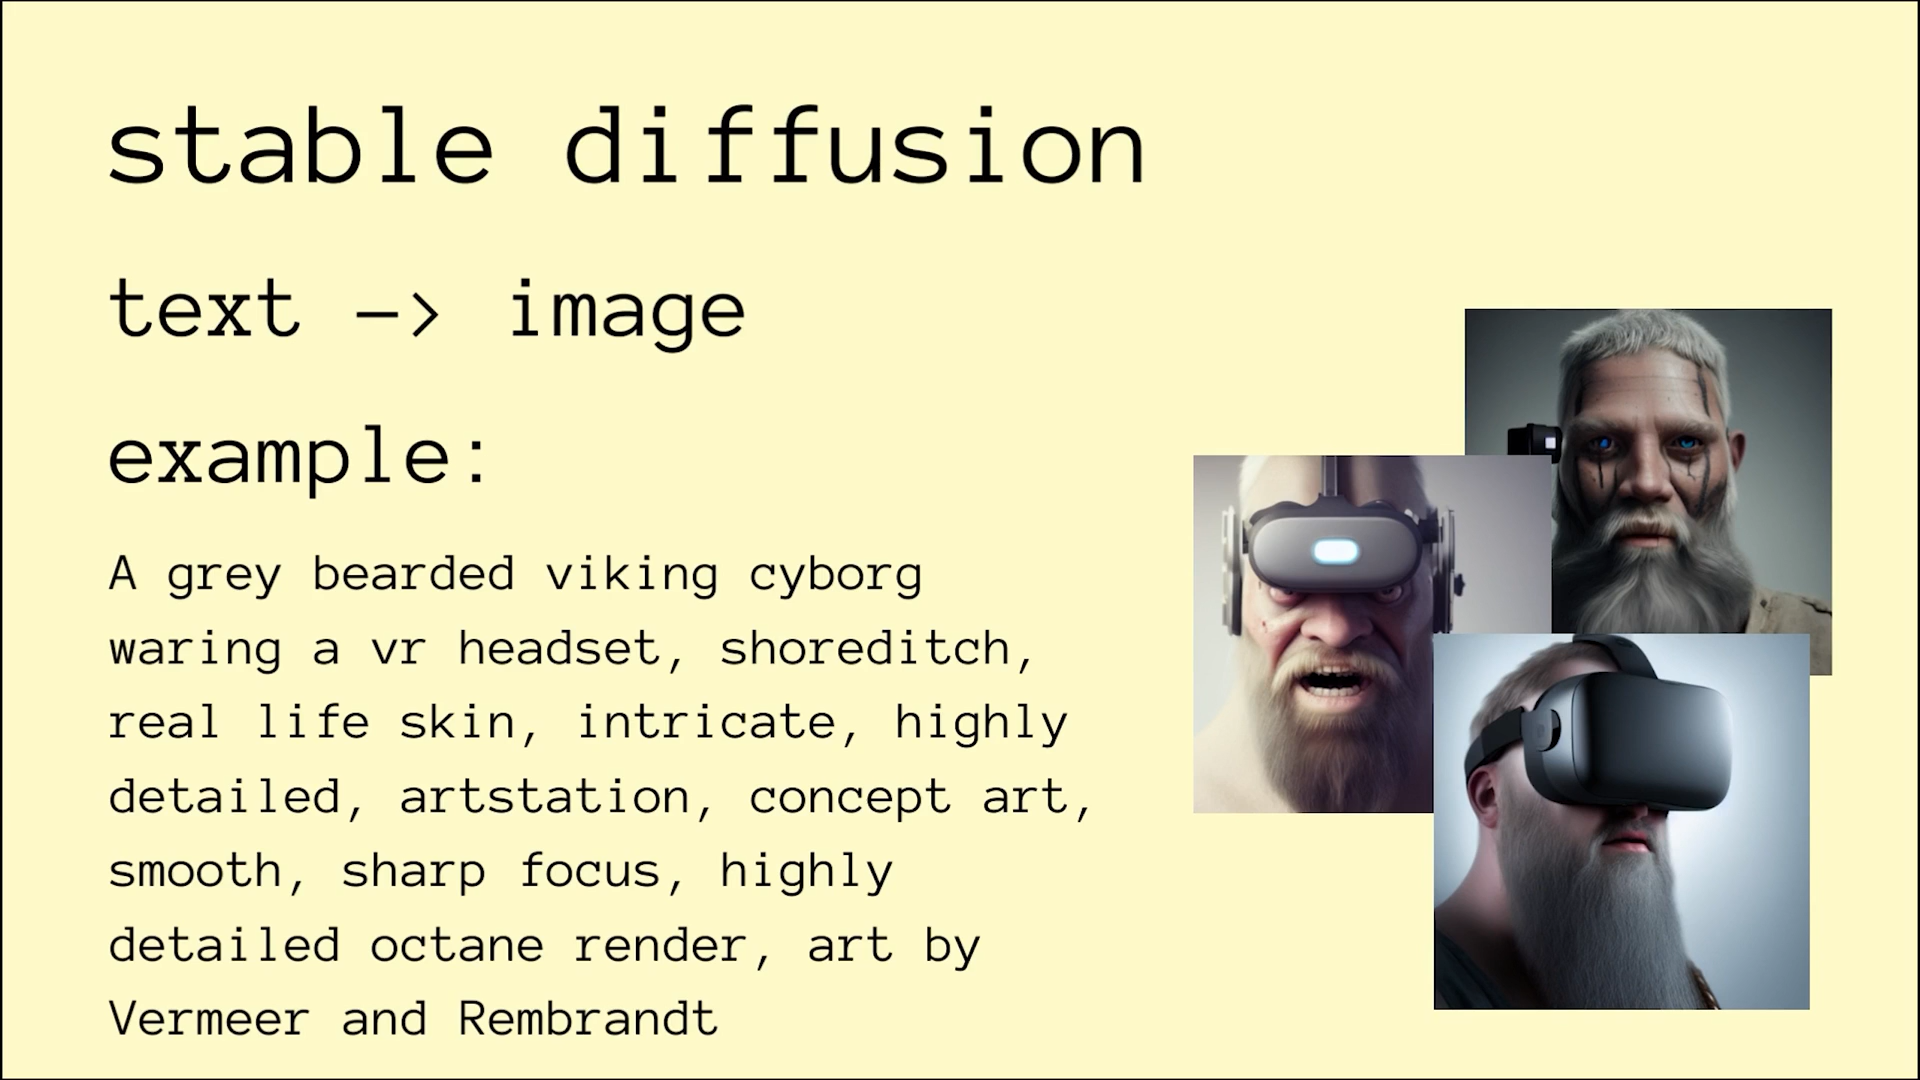 stable diffusion
text —> image
example:
A grey bearded viking cyborg
waring a vr headset, shoreditch,
real life skin, intricate, highly
detailed, artstation, concept art,
smooth, sharp focus, highly
detailed octane render, art by
Vermeer and Rembrandt